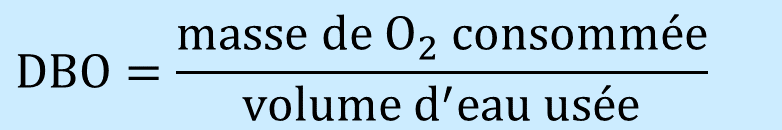 masse de O₂ consommée
DBO =
volume d′eau usée